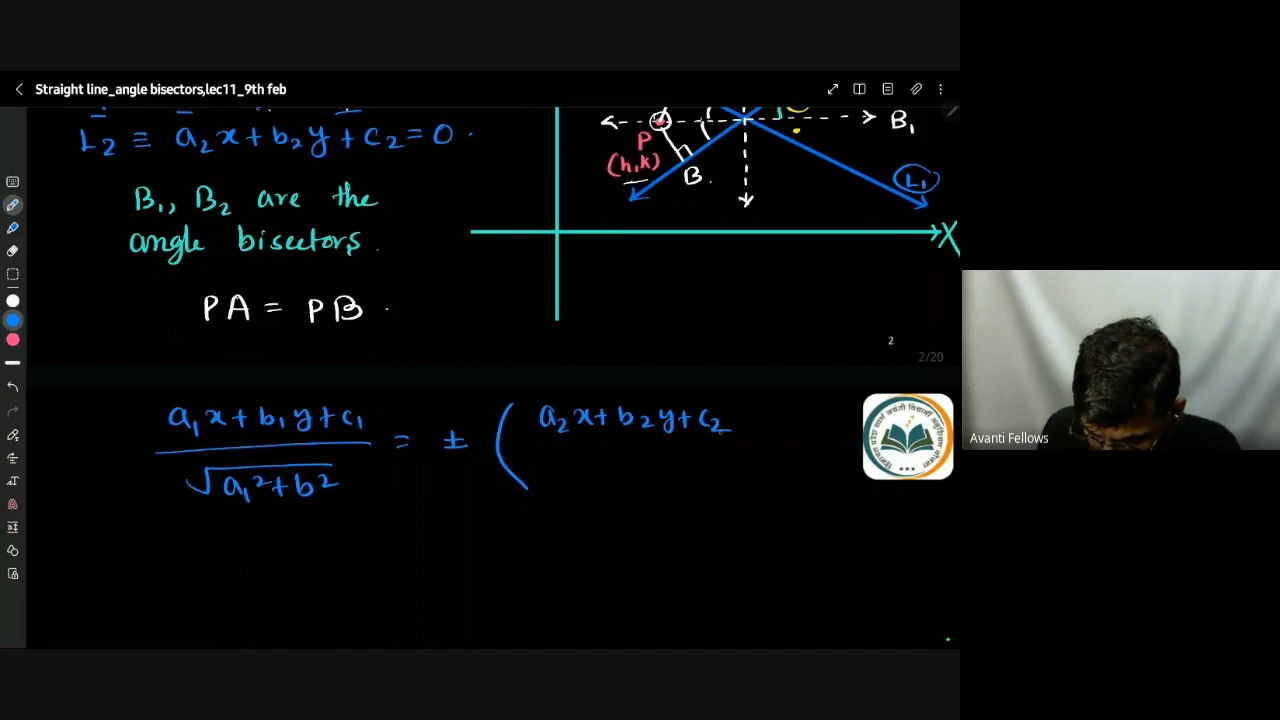 Straight line_angle bisectors,lec11_9th feb
L2 ≡ a2x+b2y+c2=0.
B1, B2 are the
angle bisectors.
PA = PB.
P
(h,k)
B.
B1
L1
X
2
2/20
a1x+b1y+c1
√a1²+b²
= ± (
a2x+b2y+c2
Avanti Fellows